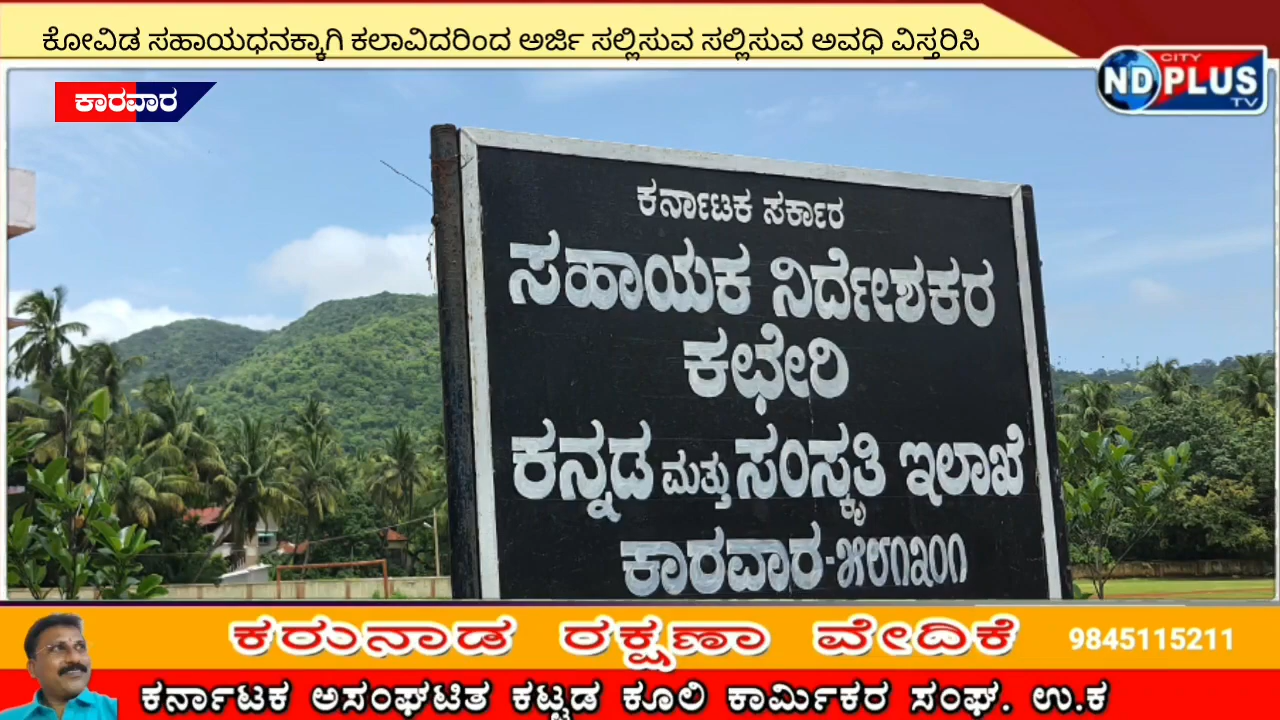 ಕೋವಿಡ ಸಹಾಯಧನಕ್ಕಾಗಿ ಕಲಾವಿದರಿಂದ ಅರ್ಜಿ ಸಲ್ಲಿಸುವ ಸಲ್ಲಿಸುವ ಅವಧಿ ವಿಸ್ತರಿಸಿ
CITY
ND PLUS
TV
ಕಾರವಾರ
ಕರ್ನಾಟಕ ಸರ್ಕಾರ
ಸಹಾಯಕ ನಿರ್ದೇಶಕರ
ಕಛೇರಿ
ಕನ್ನಡ ಮತ್ತು ಸಂಸ್ಕೃತಿ ಇಲಾಖೆ
ಕಾರವಾರ-೫೮೧೩೦೧
ಕರುನಾಡ ರಕ್ಷಣಾ ವೇದಿಕೆ 9845115211
ಕರ್ನಾಟಕ ಅಸಂಘಟಿತ ಕಟ್ಟಡ ಕೂಲಿ ಕಾರ್ಮಿಕರ ಸಂಘ. ಉ.ಕ